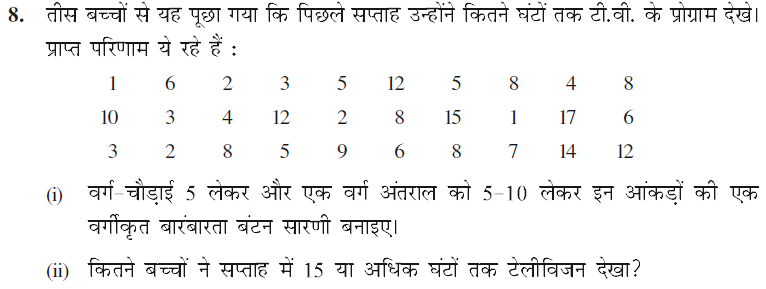 8. तीस बच्चों से यह पूछा गया कि पिछले सप्ताह उन्होंने कितने घंटों तक टी.वी. के प्रोग्राम देखे।
प्राप्त परिणाम ये रहे हैं :
1 6 2 3 5 12 5 8 4 8
10 3 4 12 2 8 15 1 17 6
3 2 8 5 9 6 8 7 14 12
(i) वर्ग-चौड़ाई 5 लेकर और एक वर्ग अंतराल को 5-10 लेकर इन आंकड़ों की एक
वर्गीकृत बारंबारता बंटन सारणी बनाइए।
(ii) कितने बच्चों ने सप्ताह में 15 या अधिक घंटों तक टेलीविजन देखा?